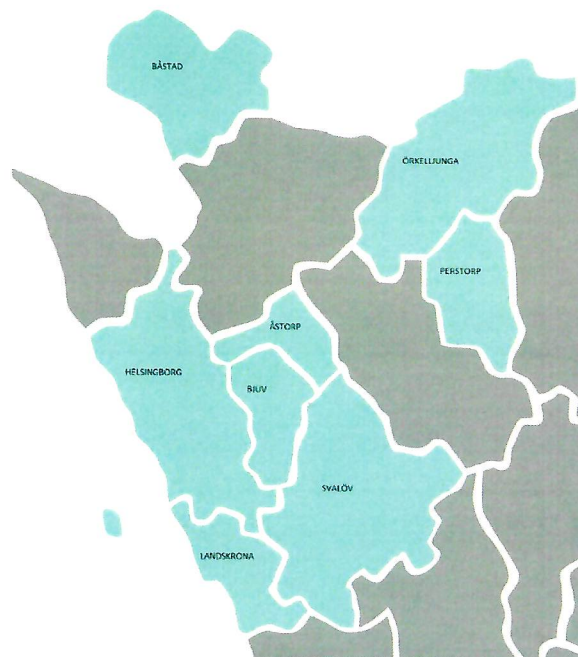 BÅSTAD
ÖRKELLJUNGA
PERSTORP
ÅSTORP
HELSINGBORG
BJUV
SVALÖV
LANDSKRONA